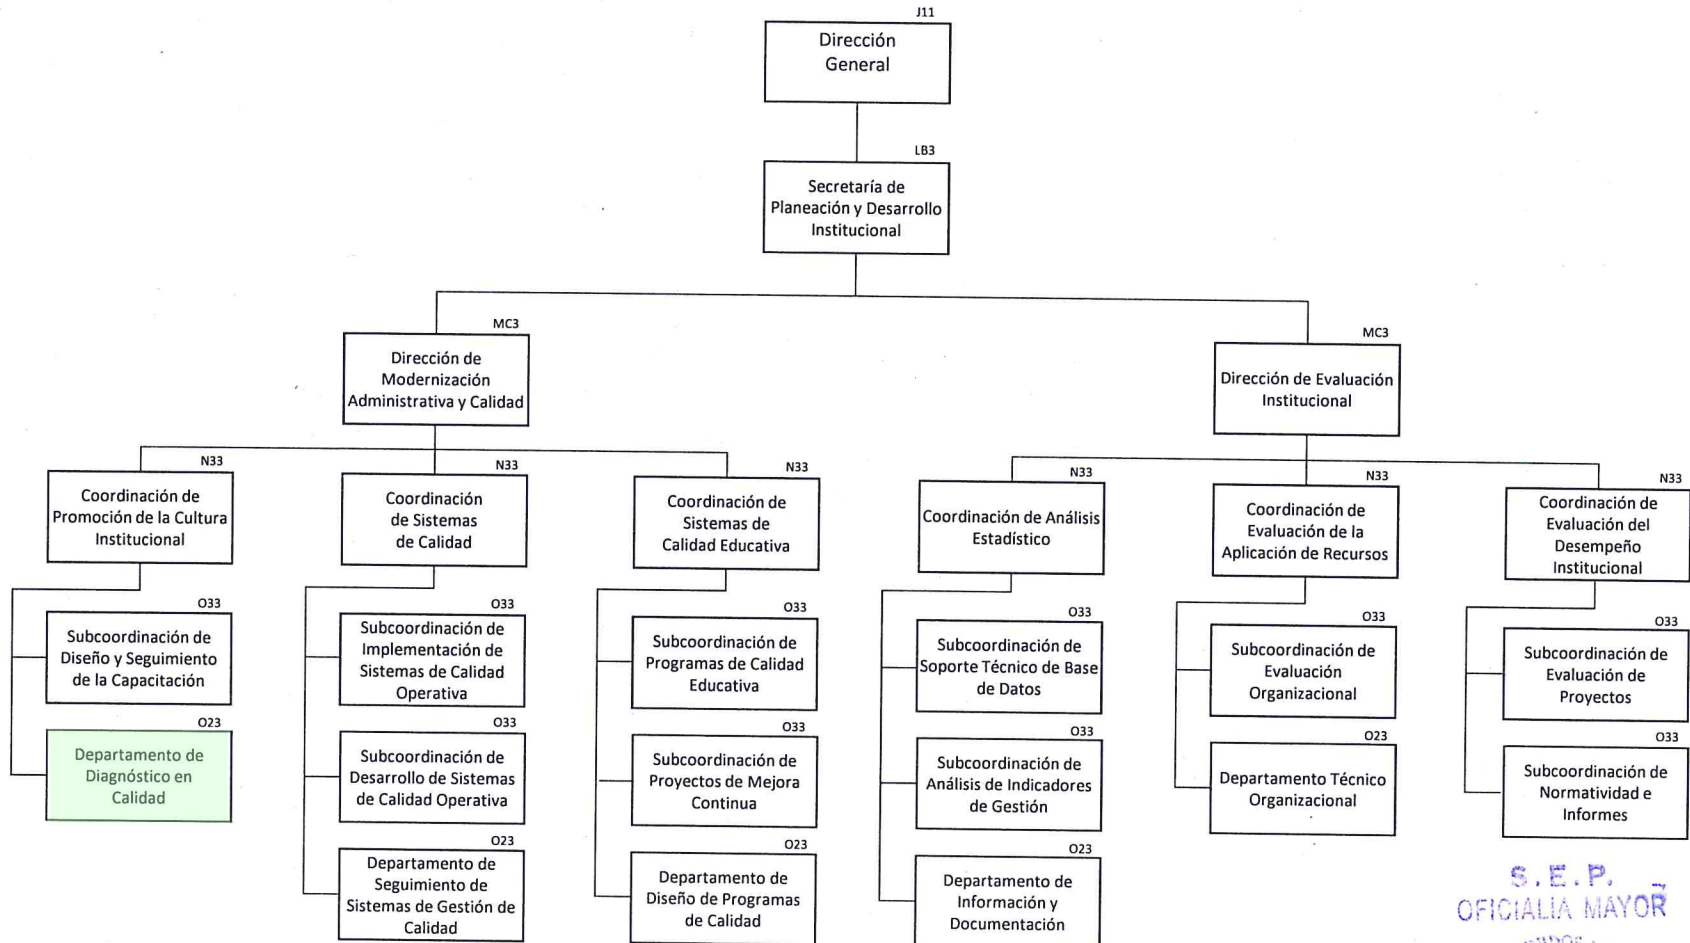 J11
Dirección
General
LB3
Secretaría de
Planeación y Desarrollo
Institucional
MC3
Dirección de
Modernización
Administrativa y Calidad
MC3
Dirección de Evaluación
Institucional
N33
Coordinación de
Promoción de la Cultura
Institucional
N33
Coordinación
de Sistemas
de Calidad
N33
Coordinación de
Sistemas de
Calidad Educativa
N33
Coordinación de Análisis
Estadístico
N33
Coordinación de
Evaluación de la
Aplicación de Recursos
N33
Coordinación de
Evaluación del
Desempeño
Institucional
O33
Subcoordinación de
Diseño y Seguimiento
de la Capacitación
O33
Subcoordinación de
Implementación de
Sistemas de Calidad
Operativa
O33
Subcoordinación de
Programas de Calidad
Educativa
O33
Subcoordinación de
Soporte Técnico de Base
de Datos
O33
Subcoordinación de
Evaluación
Organizacional
O33
Subcoordinación de
Evaluación de
Proyectos
O23
Departamento de
Diagnóstico en
Calidad
O33
Subcoordinación de
Desarrollo de Sistemas
de Calidad Operativa
O33
Subcoordinación de
Proyectos de Mejora
Continua
O33
Subcoordinación de
Análisis de Indicadores
de Gestión
O23
Departamento Técnico
Organizacional
O33
Subcoordinación de
Normatividad e
Informes
O23
Departamento de
Seguimiento de
Sistemas de Gestión de
Calidad
O23
Departamento de
Diseño de Programas
de Calidad
O23
Departamento de
Información y
Documentación
S.E.P.
OFICIALIA MAYOR